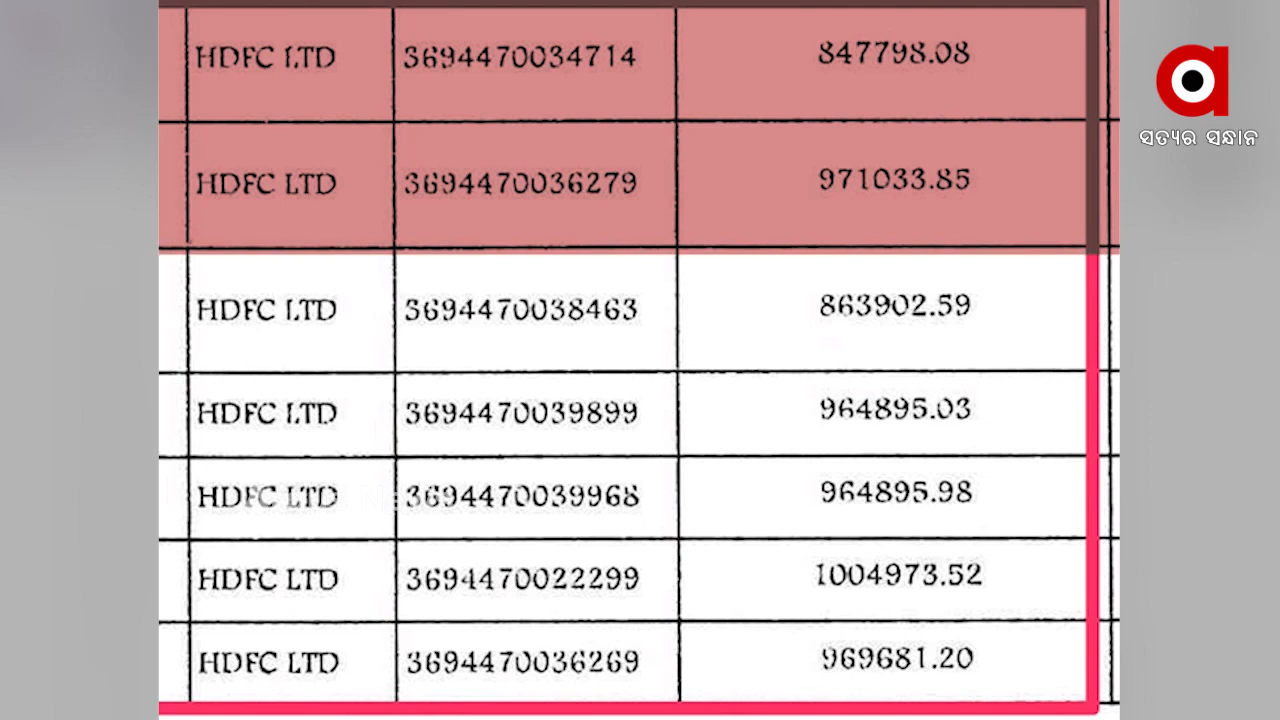 HDFC LTD 3694470034714 847798.08
HDFC LTD 3694470036279 971033.85
HDFC LTD 3694470038463 863902.59
HDFC LTD 3694470039899 964895.03
HDFC LTD 3694470039968 964895.98
HDFC LTD 3694470022299 1004973.52
HDFC LTD 3694470036269 969681.20
a
ସତ୍ୟର ସନ୍ଧାନ